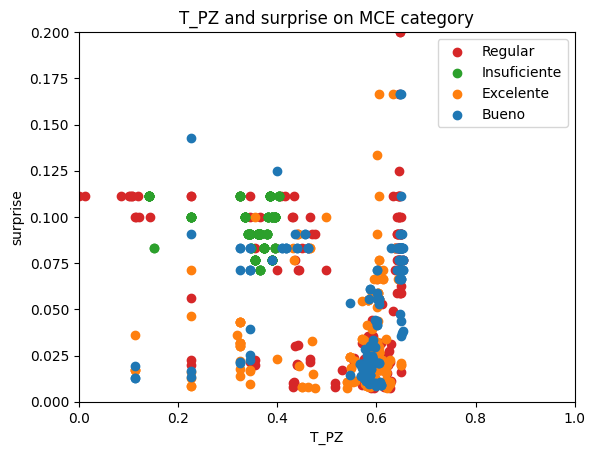 T_PZ and surprise on MCE category
0.200
0.175
0.150
0.125
0.100
0.075
0.050
0.025
0.000
surprise
Regular
Insuficiente
Excelente
Bueno
0.0 0.2 0.4 0.6 0.8 1.0
T_PZ